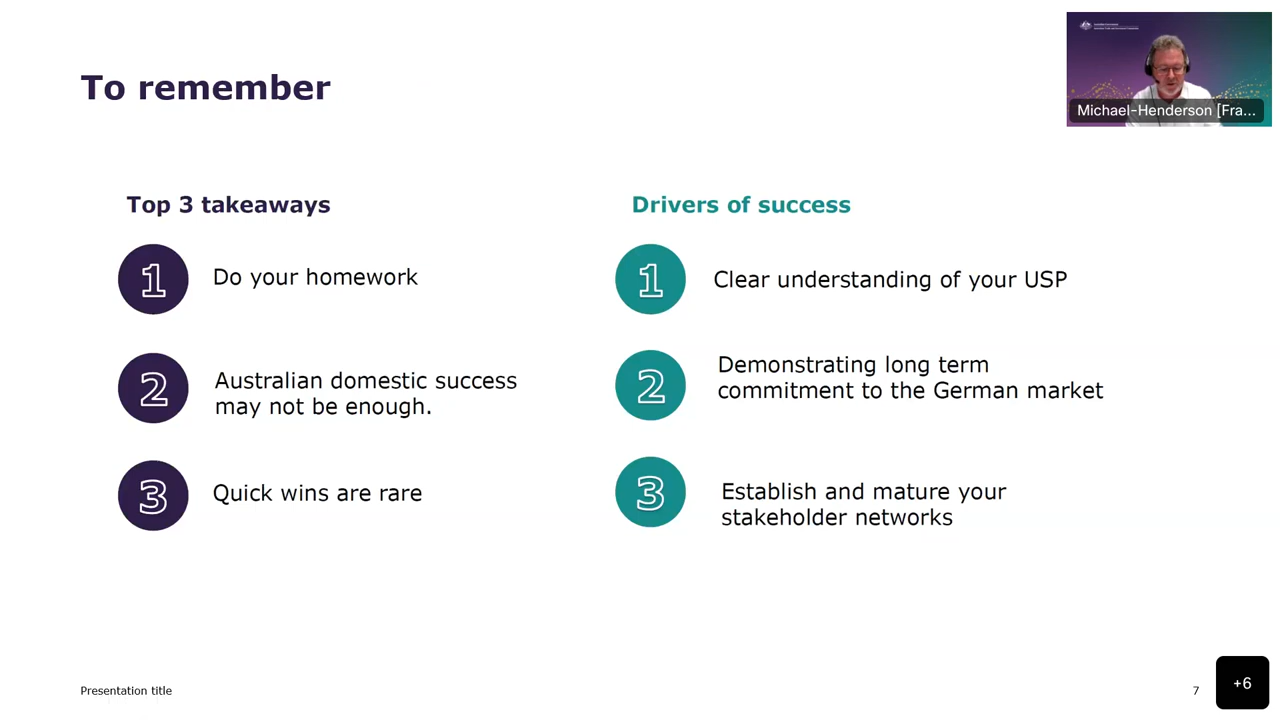 To remember
Michael-Henderson [Fra...
Top 3 takeaways
1
Do your homework
2
Australian domestic success
may not be enough.
3
Quick wins are rare
Drivers of success
1
Clear understanding of your USP
2
Demonstrating long term
commitment to the German market
3
Establish and mature your
stakeholder networks
Presentation title
7
+6